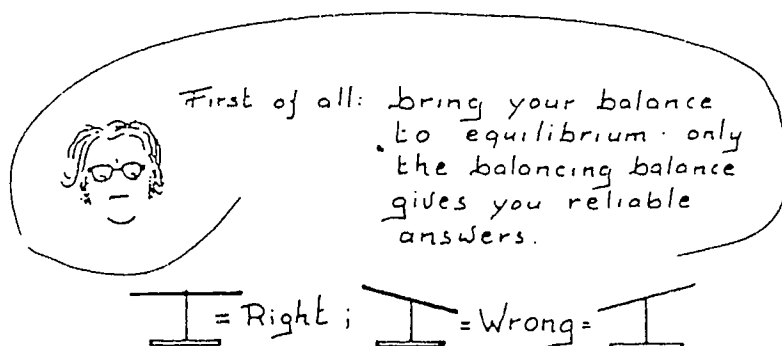 First of all: bring your balance
to equilibrium. only
the balancing balance
gives you reliable
answers.
= Right ; = Wrong =